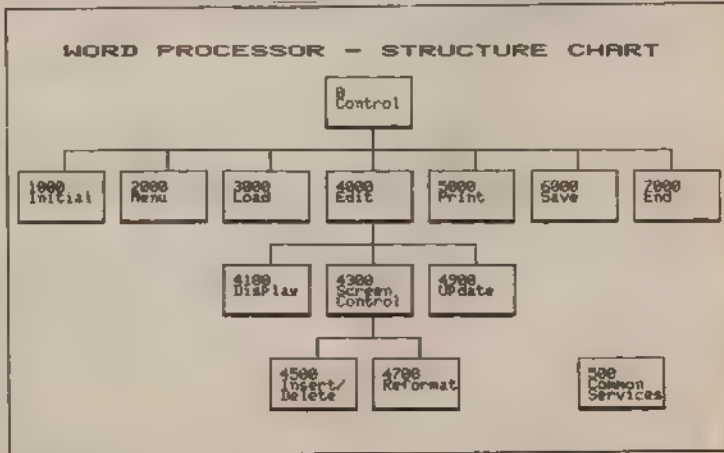 WORD PROCESSOR - STRUCTURE CHART
0
Control
1000
Initial
2000
Menu
3000
Load
4000
Edit
5000
Print
6000
Save
7000
End
4100
Display
4300
Screen
Control
4900
Update
4500
Insert/
Delete
4700
Reformat
500
Common
Services